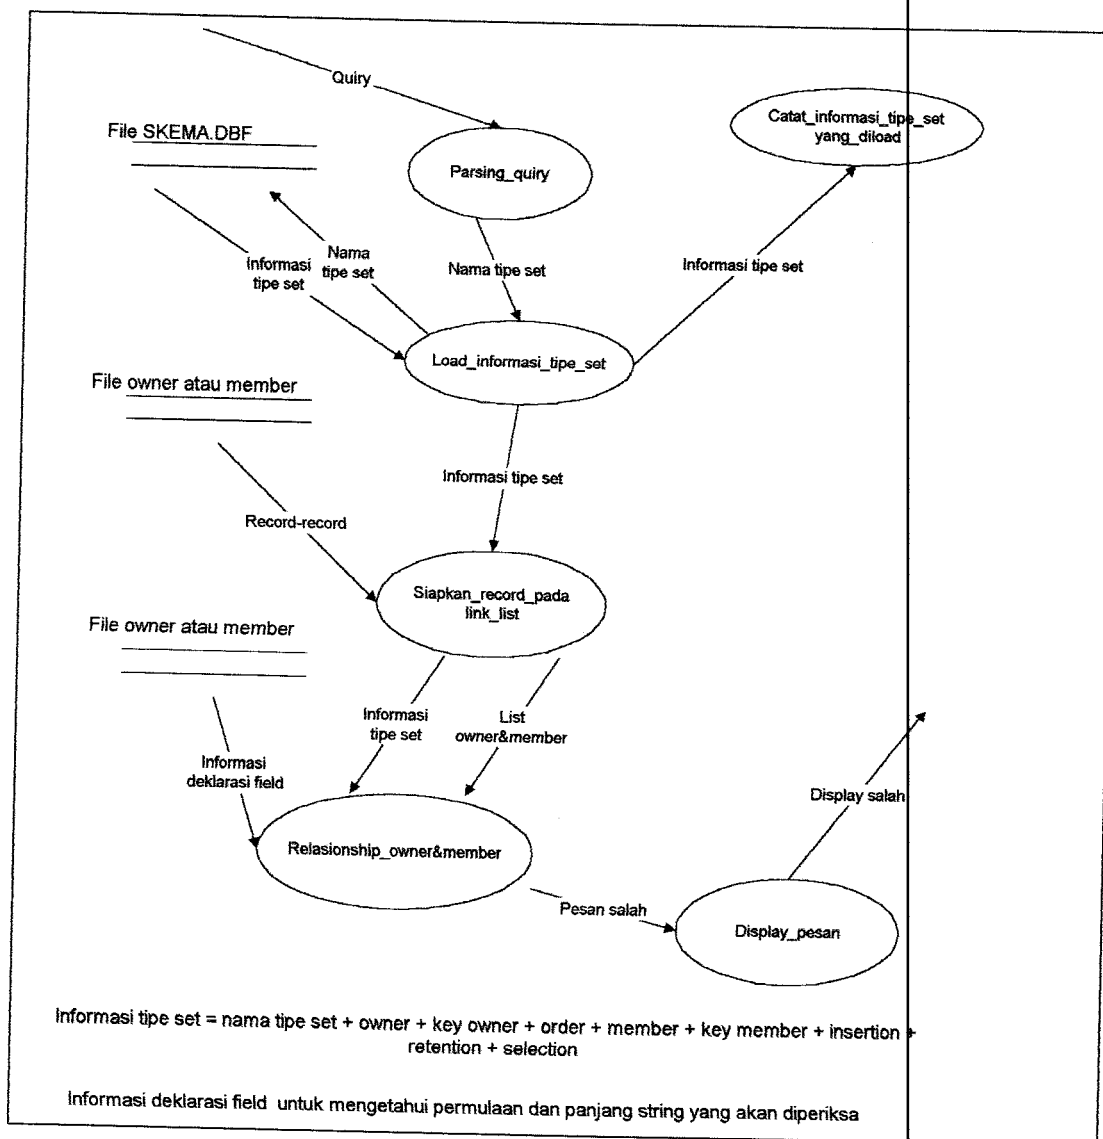 Quiry
File SKEMA.DBF
Catat_informasi_tipe_set
yang_diload
Parsing_quiry
Informasi
tipe set
Nama
tipe set
Nama tipe set
Informasi tipe set
Load_informasi_tipe_set
File owner atau member
Informasi tipe set
Record-record
Siapkan_record_pada
link_list
File owner atau member
Informasi
tipe set
List
owner&member
Informasi
deklarasi field
Display salah
Relasionship_owner&member
Pesan salah
Display_pesan
Informasi tipe set = nama tipe set + owner + key owner + order + member + key member + insertion +
retention + selection
Informasi deklarasi field untuk mengetahui permulaan dan panjang string yang akan diperiksa